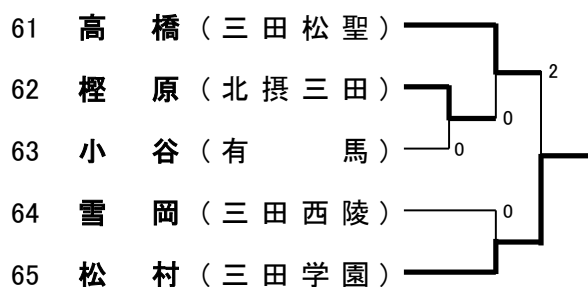 61 高橋 (三田松聖)
2
62 樫原 (北摂三田)
0
63 小谷 (有馬)
0
64 雪岡 (三田西陵)
0
65 松村 (三田学園)